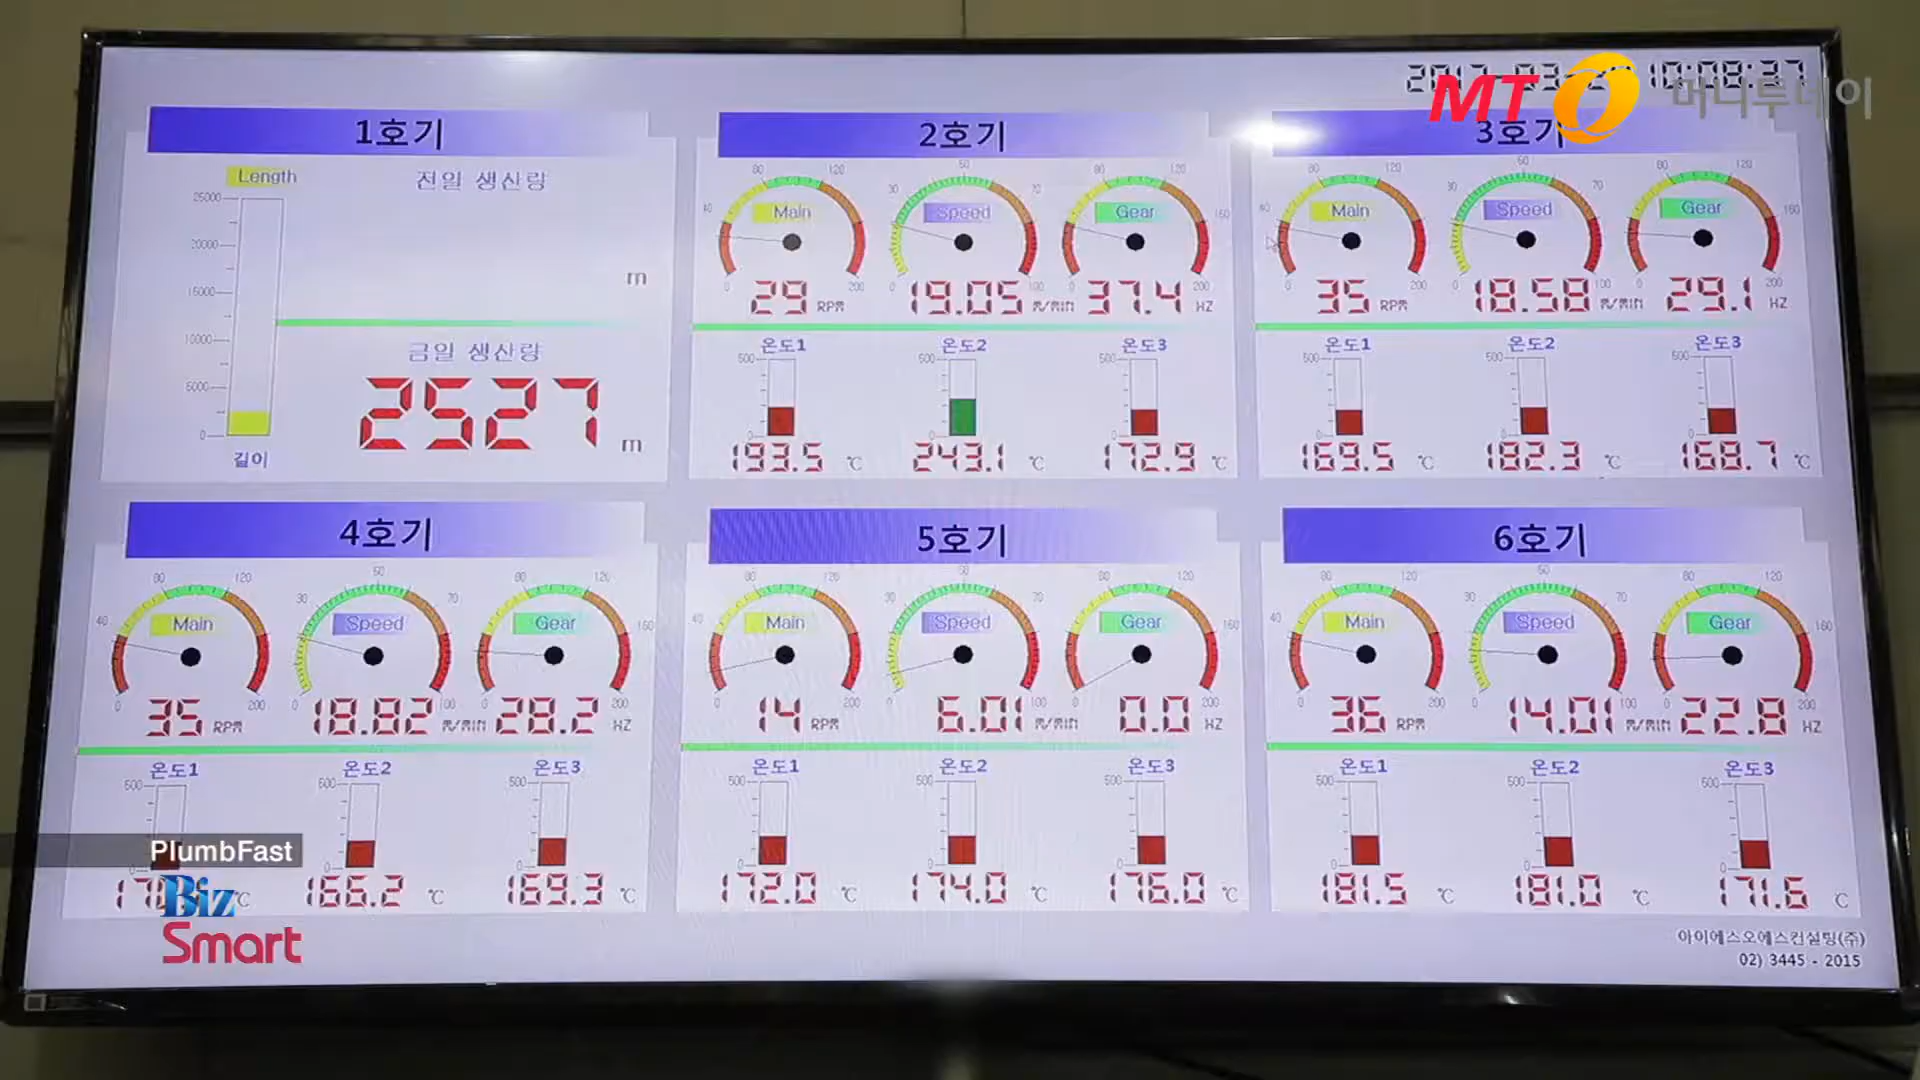 10:08:37
MTO 머니투데이
1호기
Length
전일 생산량
25000
20000
15000
10000
5000
0
m
금일 생산량
2527 m
길이
2호기
Main Speed Gear
29 RPM 19.05 M/MIN 37.4 HZ
온도1 온도2 온도3
193.5 ℃ 243.1 ℃ 172.9 ℃
3호기
Main Speed Gear
35 RPM 18.58 M/MIN 29.1 HZ
온도1 온도2 온도3
169.5 ℃ 182.3 ℃ 168.7 ℃
4호기
Main Speed Gear
35 RPM 18.82 M/MIN 28.2 HZ
온도1 온도2 온도3
166.2 ℃ 169.3 ℃
5호기
Main Speed Gear
14 RPM 6.01 M/MIN 0.0 HZ
온도1 온도2 온도3
172.0 ℃ 174.0 ℃ 176.0 ℃
6호기
Main Speed Gear
36 RPM 14.01 M/MIN 22.8 HZ
온도1 온도2 온도3
181.5 ℃ 181.0 ℃ 171.6 ℃
PlumbFast
Biz
Smart
아이에스오에스컨설팅(주)
02) 3445 - 2015